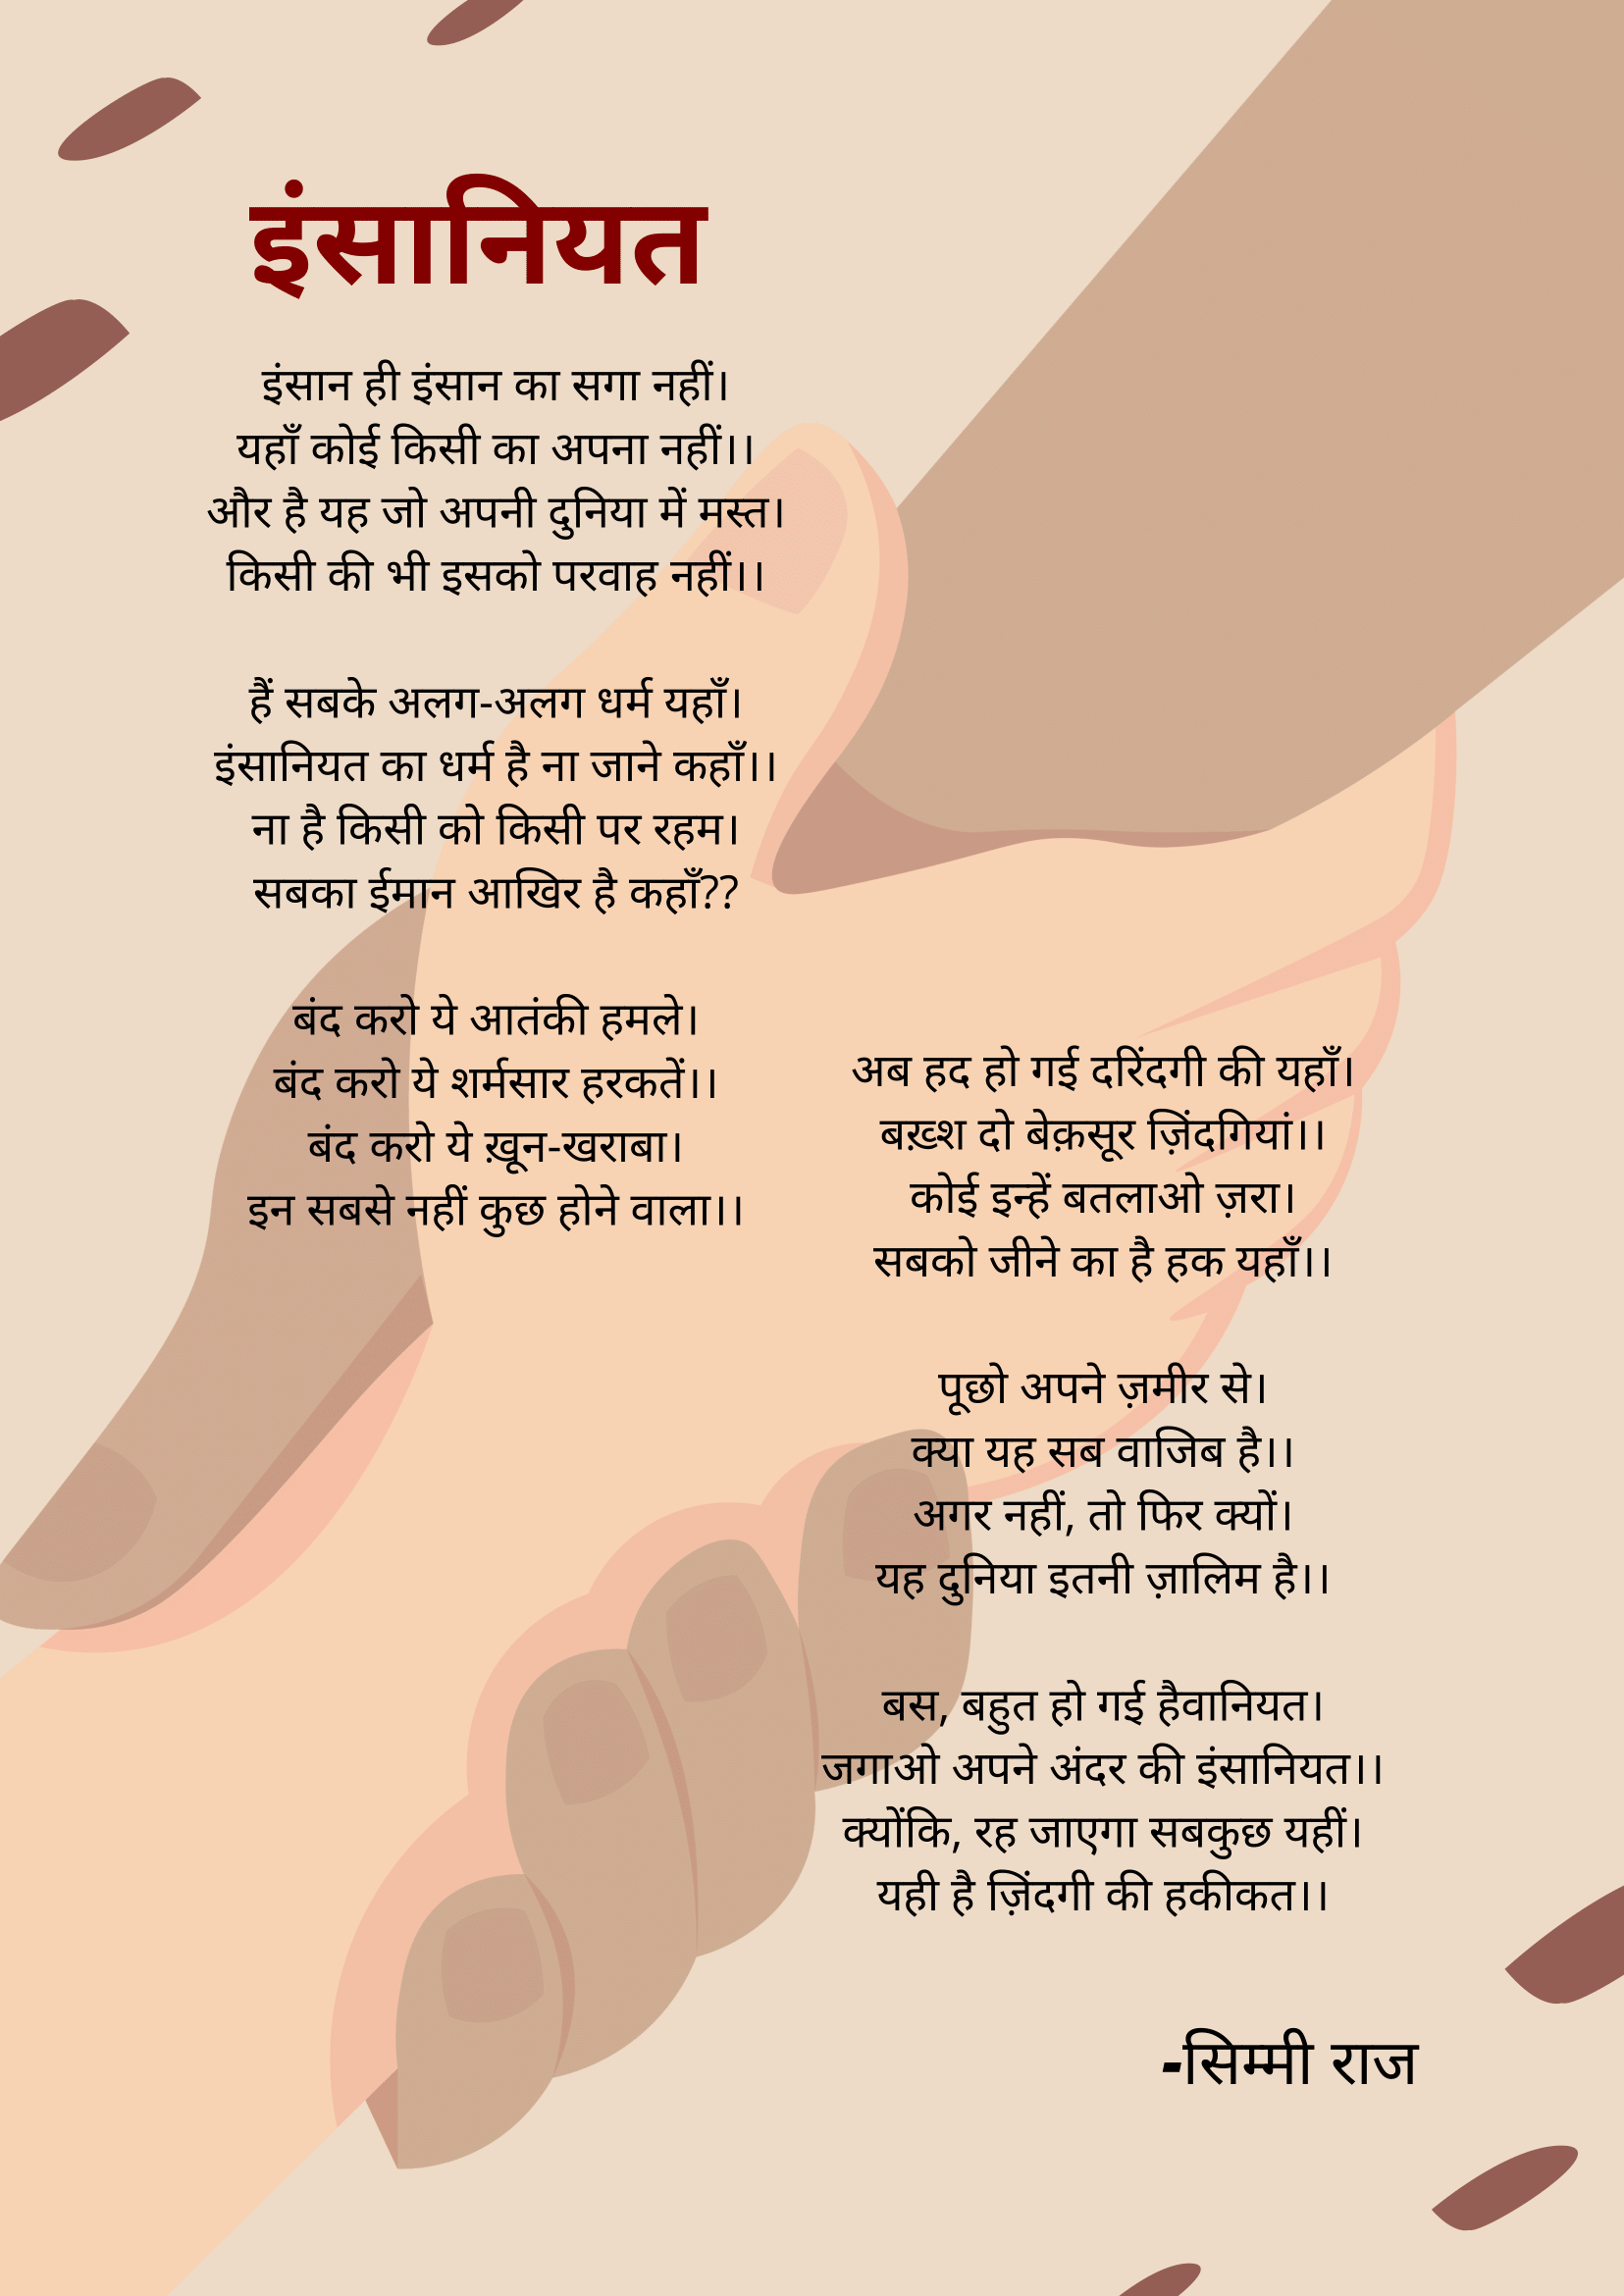 इंसानियत
इंसान ही इंसान का सगा नहीं।
यहाँ कोई किसी का अपना नहीं।।
और है यह जो अपनी दुनिया में मस्त।
किसी की भी इसको परवाह नहीं।।
हैं सबके अलग-अलग धर्म यहाँ।
इंसानियत का धर्म है ना जाने कहाँ।।
ना है किसी को किसी पर रहम।
सबका ईमान आखिर है कहाँ??
बंद करो ये आतंकी हमले।
बंद करो ये शर्मसार हरकतें।।
बंद करो ये ख़ून-खराबा।
इन सबसे नहीं कुछ होने वाला।।
अब हद हो गई दरिंदगी की यहाँ।
बख़्श दो बेक़सूर ज़िंदगियां।।
कोई इन्हें बतलाओ ज़रा।
सबको जीने का है हक यहाँ।।
पूछो अपने ज़मीर से।
क्या यह सब वाजिब है।।
अगर नहीं, तो फिर क्यों।
यह दुनिया इतनी ज़ालिम है।।
बस, बहुत हो गई हैवानियत।
जगाओ अपने अंदर की इंसानियत।।
क्योंकि, रह जाएगा सबकुछ यहीं।
यही है ज़िंदगी की हकीकत।।
-सिम्मी राज